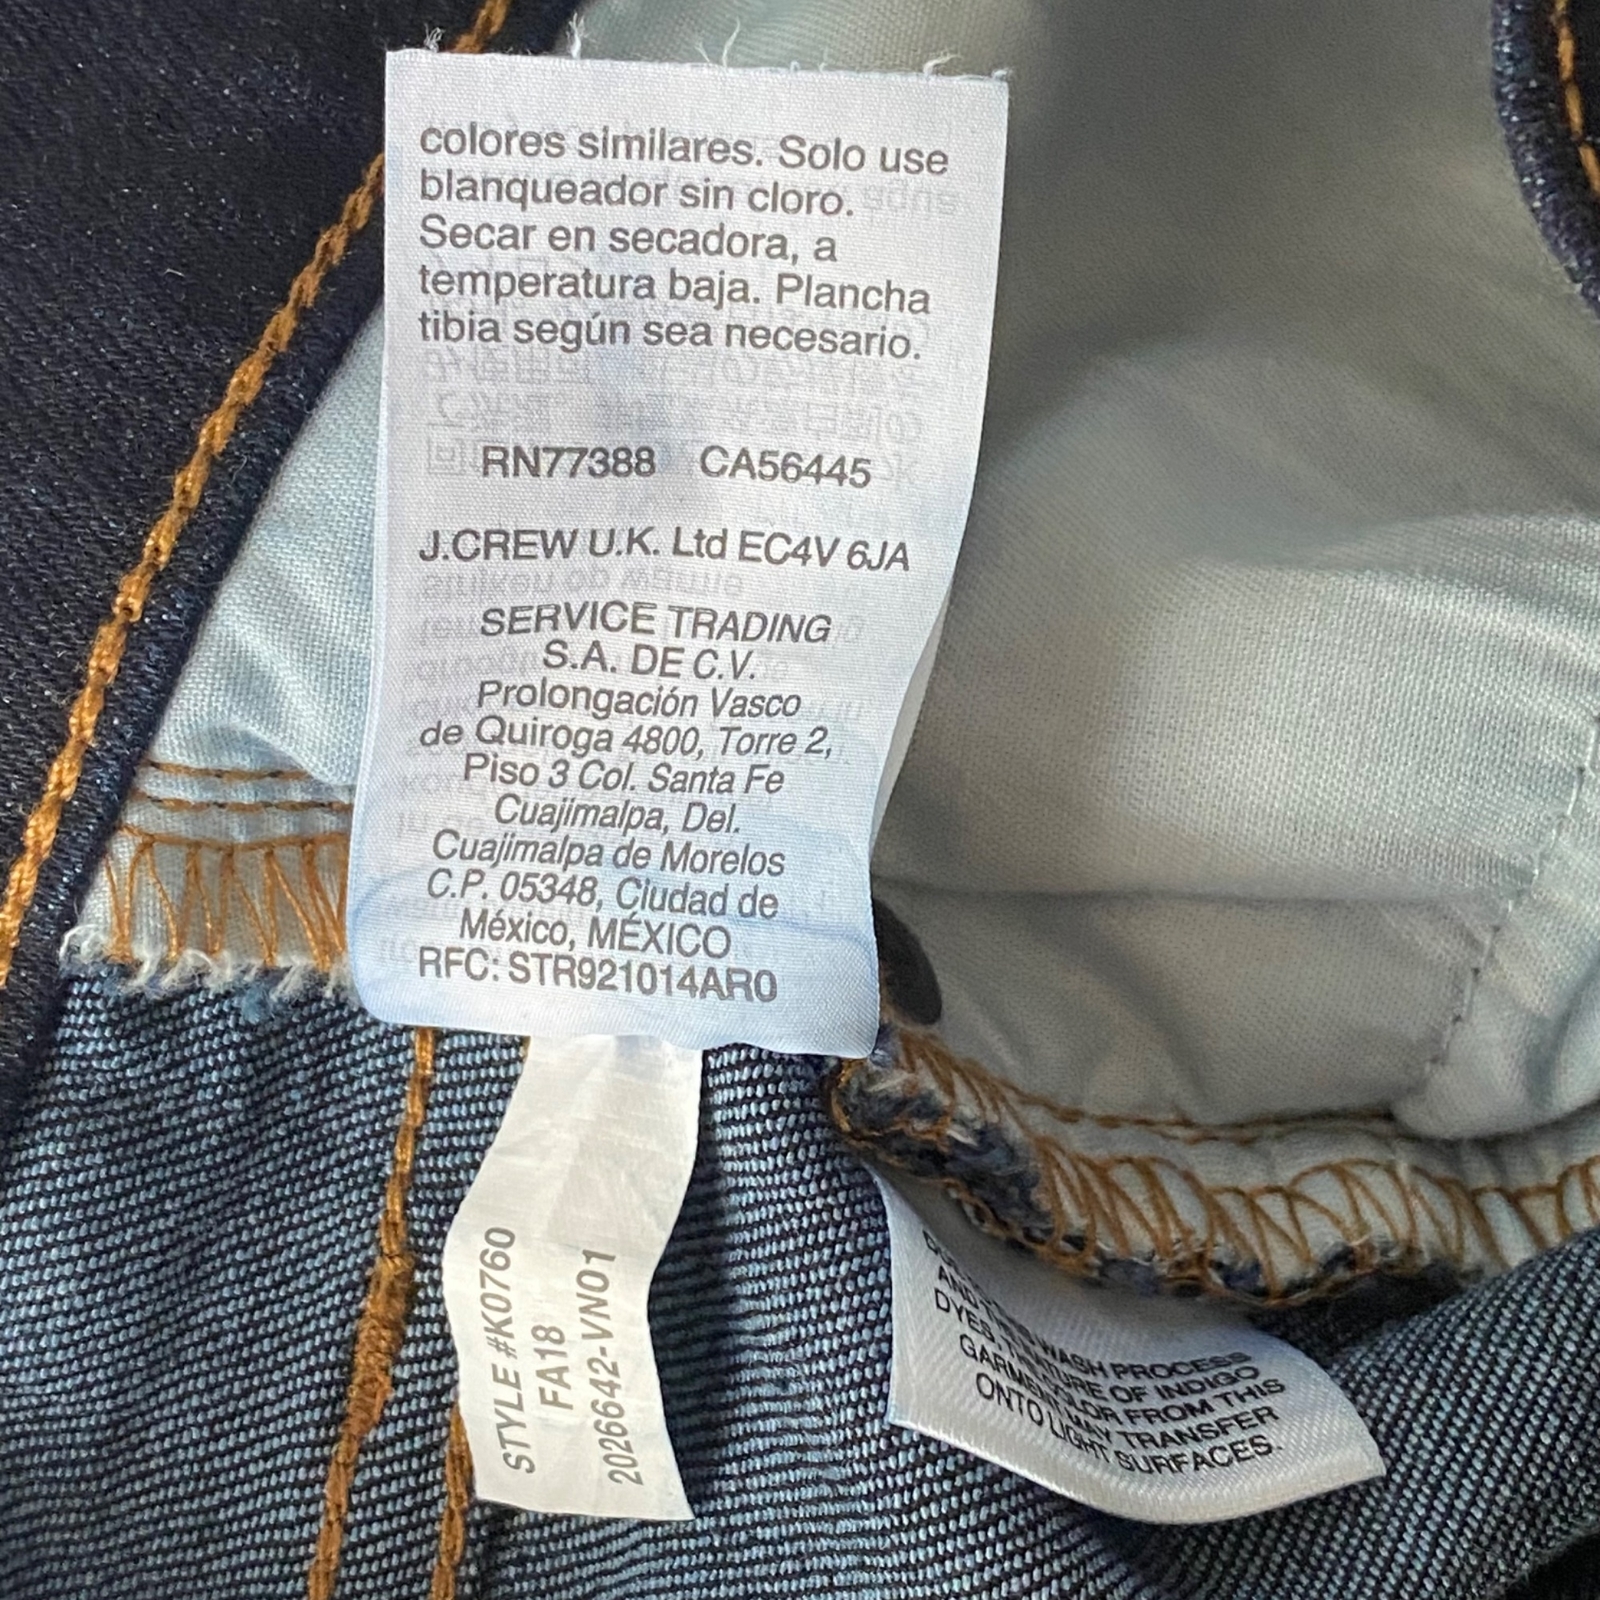 colores similares. Solo use
blanqueador sin cloro.
Secar en secadora, a
temperatura baja. Plancha
tibia según sea necesario.
RN77388 CA56445
J.CREW U.K. Ltd EC4V 6JA
SERVICE TRADING
S.A. DE C.V.
Prolongación Vasco
de Quiroga 4800, Torre 2,
Piso 3 Col. Santa Fe
Cuajimalpa, Del.
Cuajimalpa de Morelos
C.P. 05348, Ciudad de
México, MÉXICO
RFC: STR921014AR0
STYLE #K0760
FA18
2026642-VN01
WASH PROCESS
DYES, OF INDIGO
GARMENT COLOR FROM THIS
MAY TRANSFER
ONTO LIGHT SURFACES.